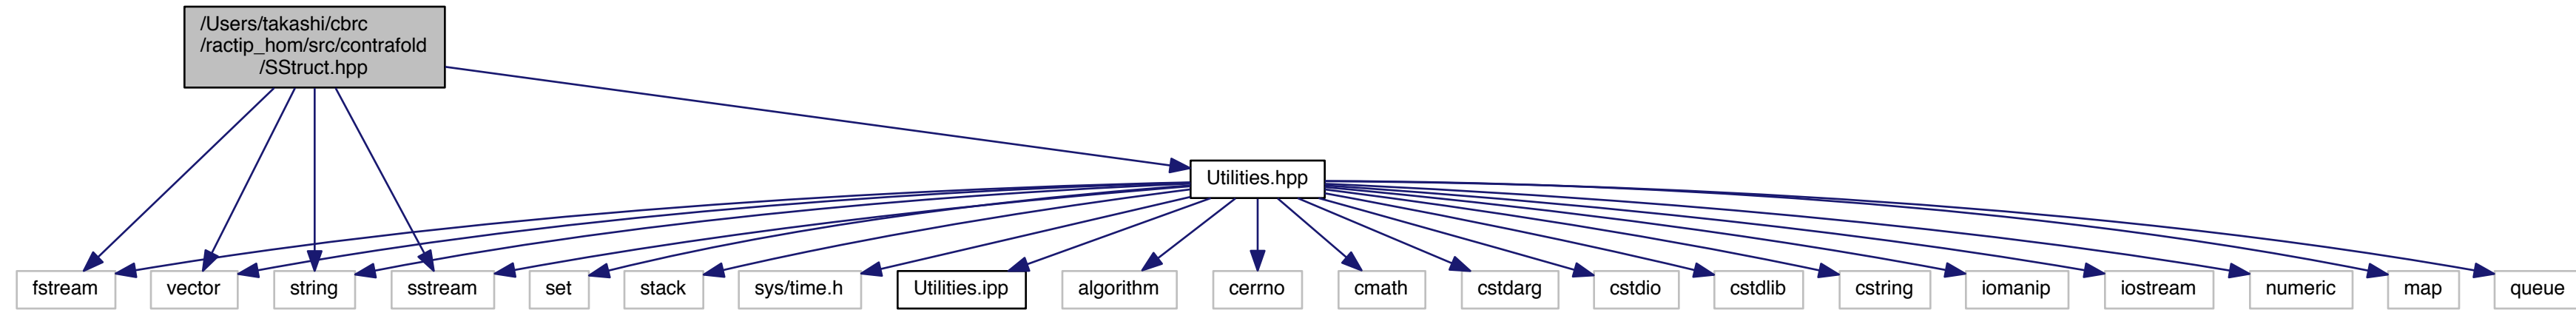 /Users/takashi/cbrc
/ractip_hom/src/contrafold
/SStruct.hpp
Utilities.hpp
fstream
vector
string
sstream
set
stack
sys/time.h
Utilities.ipp
algorithm
cerrno
cmath
cstdarg
cstdio
cstdlib
cstring
iomanip
iostream
numeric
map
queue